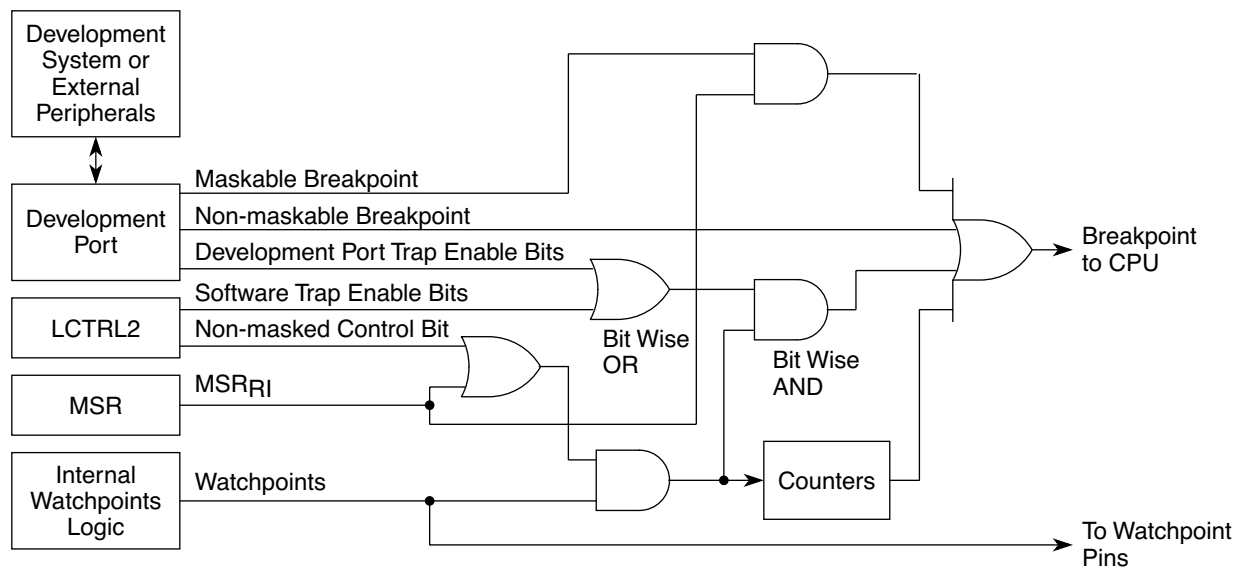 Development
System or
External
Peripherals
Development
Port
LCTRL2
MSR
Internal
Watchpoints
Logic
Maskable Breakpoint
Non-maskable Breakpoint
Development Port Trap Enable Bits
Software Trap Enable Bits
Non-masked Control Bit
MSRRI
Watchpoints
Bit Wise
OR
Bit Wise
AND
Counters
Breakpoint
to CPU
To Watchpoint
Pins